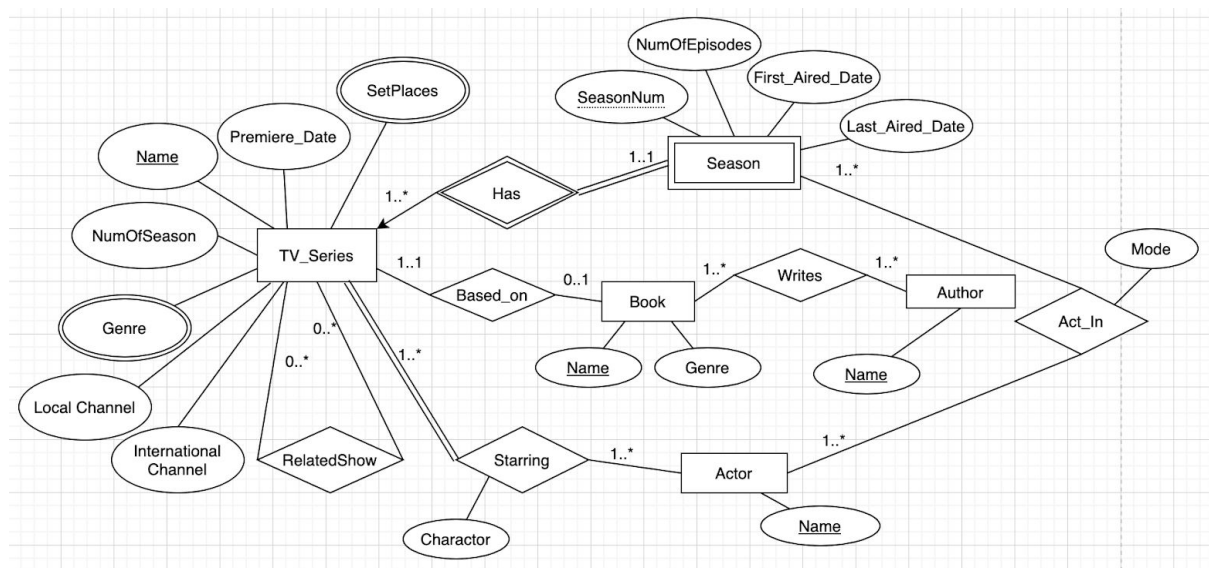 NumOfEpisodes
First_Aired_Date
SetPlaces
SeasonNum
Last_Aired_Date
Premiere_Date
Name
1..1
Season
1..*
Has
1..*
NumOfSeason
TV_Series
Mode
1..1
0..1
1..*
Writes
1..*
Based_on
Book
Author
Genre
0..*
0..*
1..*
Act_In
Name
Genre
Name
Local Channel
International
Channel
RelatedShow
Starring
1..*
1..*
Actor
Charactor
Name